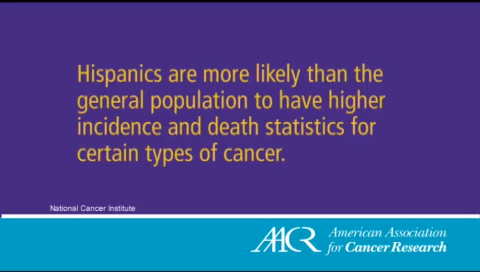 Hispanics are more likely than the
general population to have higher
incidence and death statistics for
certain types of cancer.
National Cancer Institute
AACR
American Association
for Cancer Research